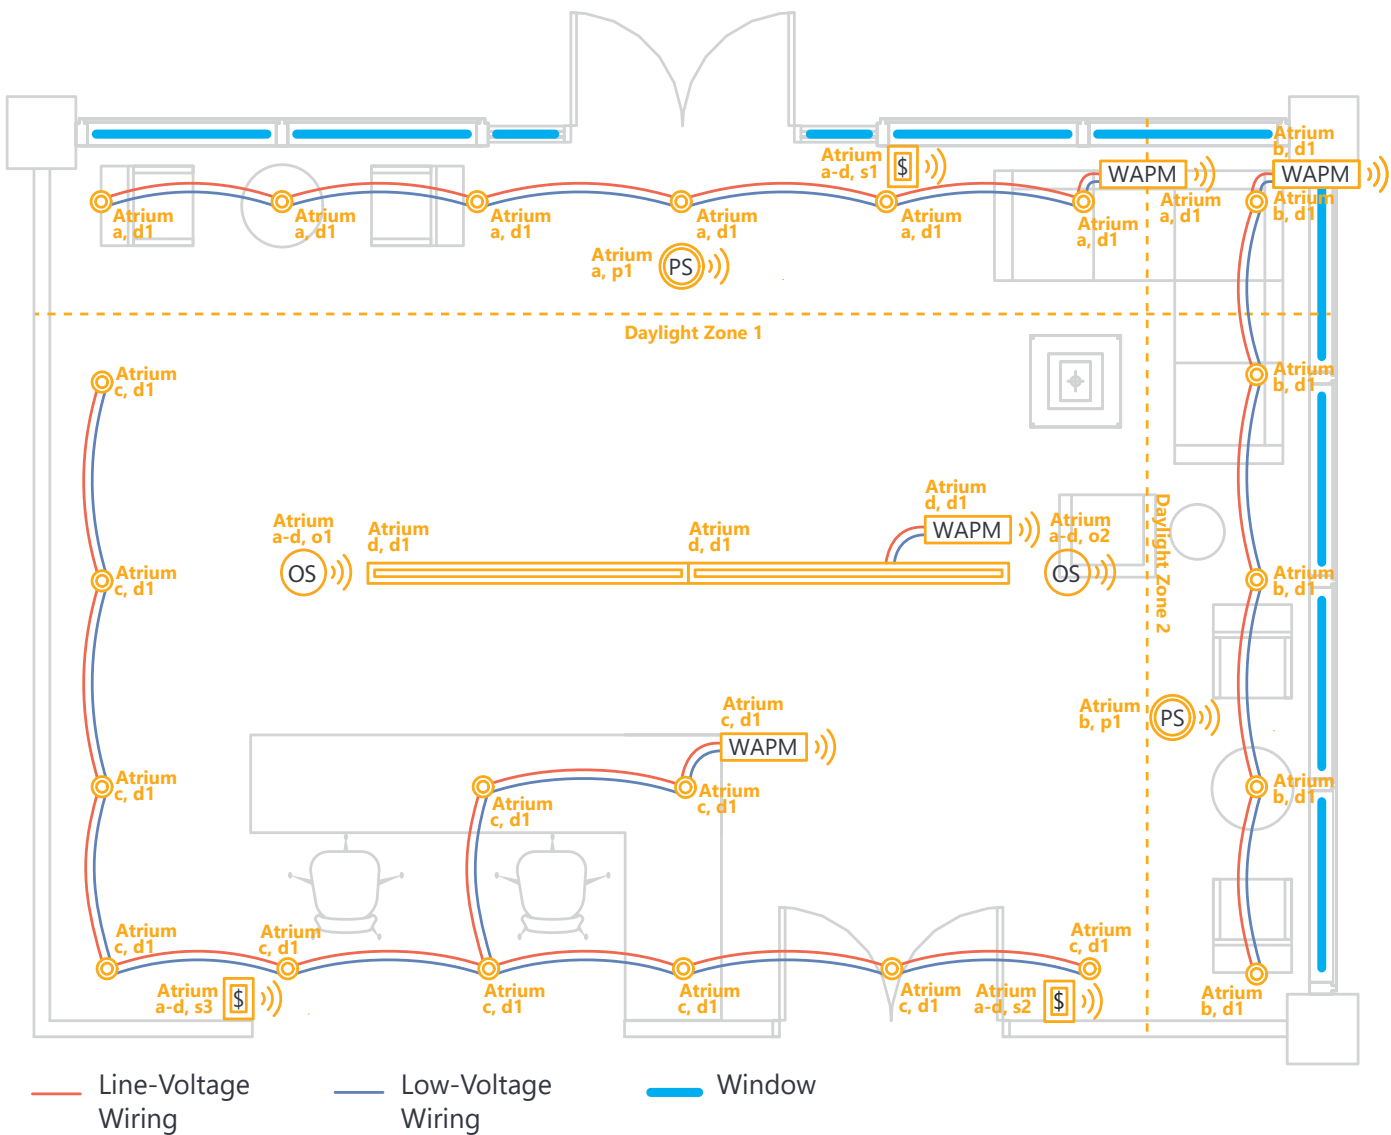 Atrium
b, d1
Atrium
a-d, s1
$
WAPM
WAPM
Atrium
a, d1
Atrium
a, d1
Atrium
a, d1
Atrium
a, d1
Atrium
a, d1
Atrium
a, d1
Atrium
a, d1
Atrium
b, d1
Atrium
a, p1
PS
Daylight Zone 1
Atrium
c, d1
Atrium
b, d1
Atrium
d, d1
WAPM
Atrium
a-d, o1
OS
Atrium
d, d1
Atrium
d, d1
Atrium
a-d, o2
OS
Daylight Zone 2
Atrium
c, d1
Atrium
b, d1
Atrium
c, d1
WAPM
Atrium
b, p1
PS
Atrium
c, d1
Atrium
c, d1
Atrium
c, d1
Atrium
b, d1
Atrium
c, d1
Atrium
c, d1
Atrium
c, d1
Atrium
a-d, s3
$
Atrium
c, d1
Atrium
c, d1
Atrium
c, d1
Atrium
a-d, s2
$
Atrium
b, d1
Line-Voltage
Wiring
Low-Voltage
Wiring
Window